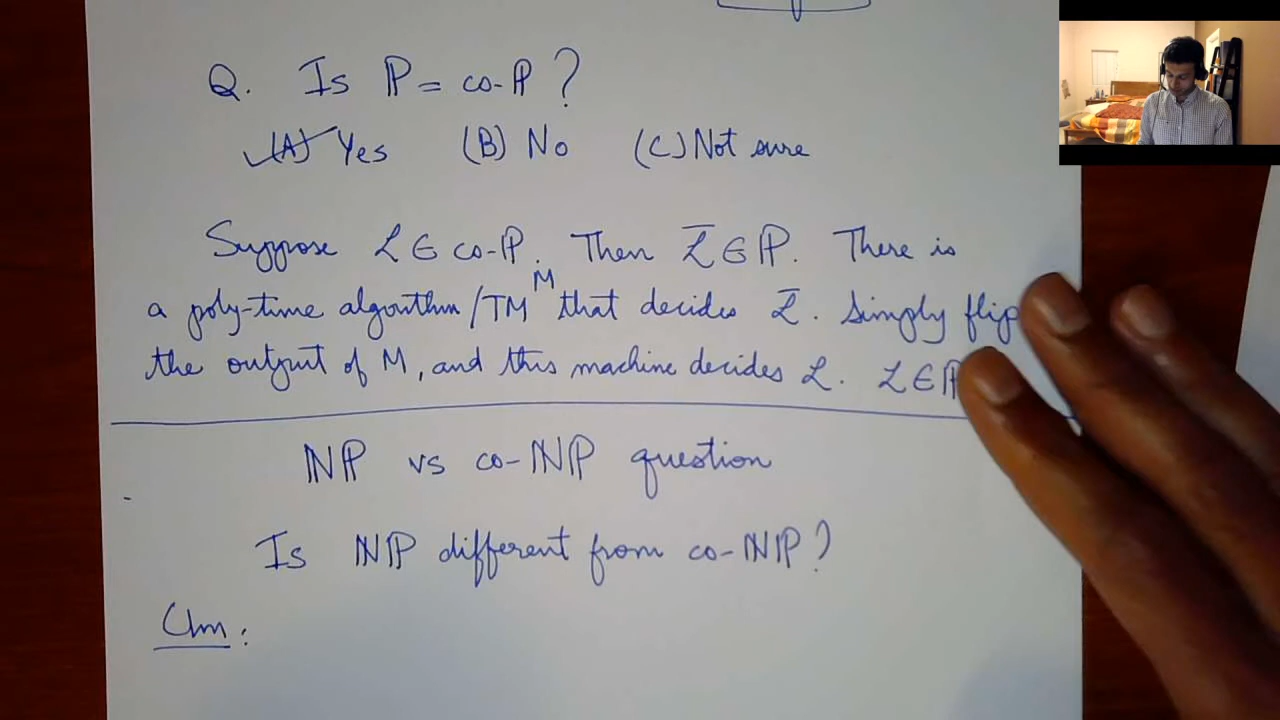 Q. Is P = co-P ?
(A) Yes (B) No (C) Not sure
Suppose L ∈ co-P. Then L̅ ∈ P. There is
a poly-time algorithm/TM M that decides L̅. Simply flip
the output of M, and this machine decides L. L ∈ P
NP vs co-NP question
Is NP different from co-NP?
Clm: